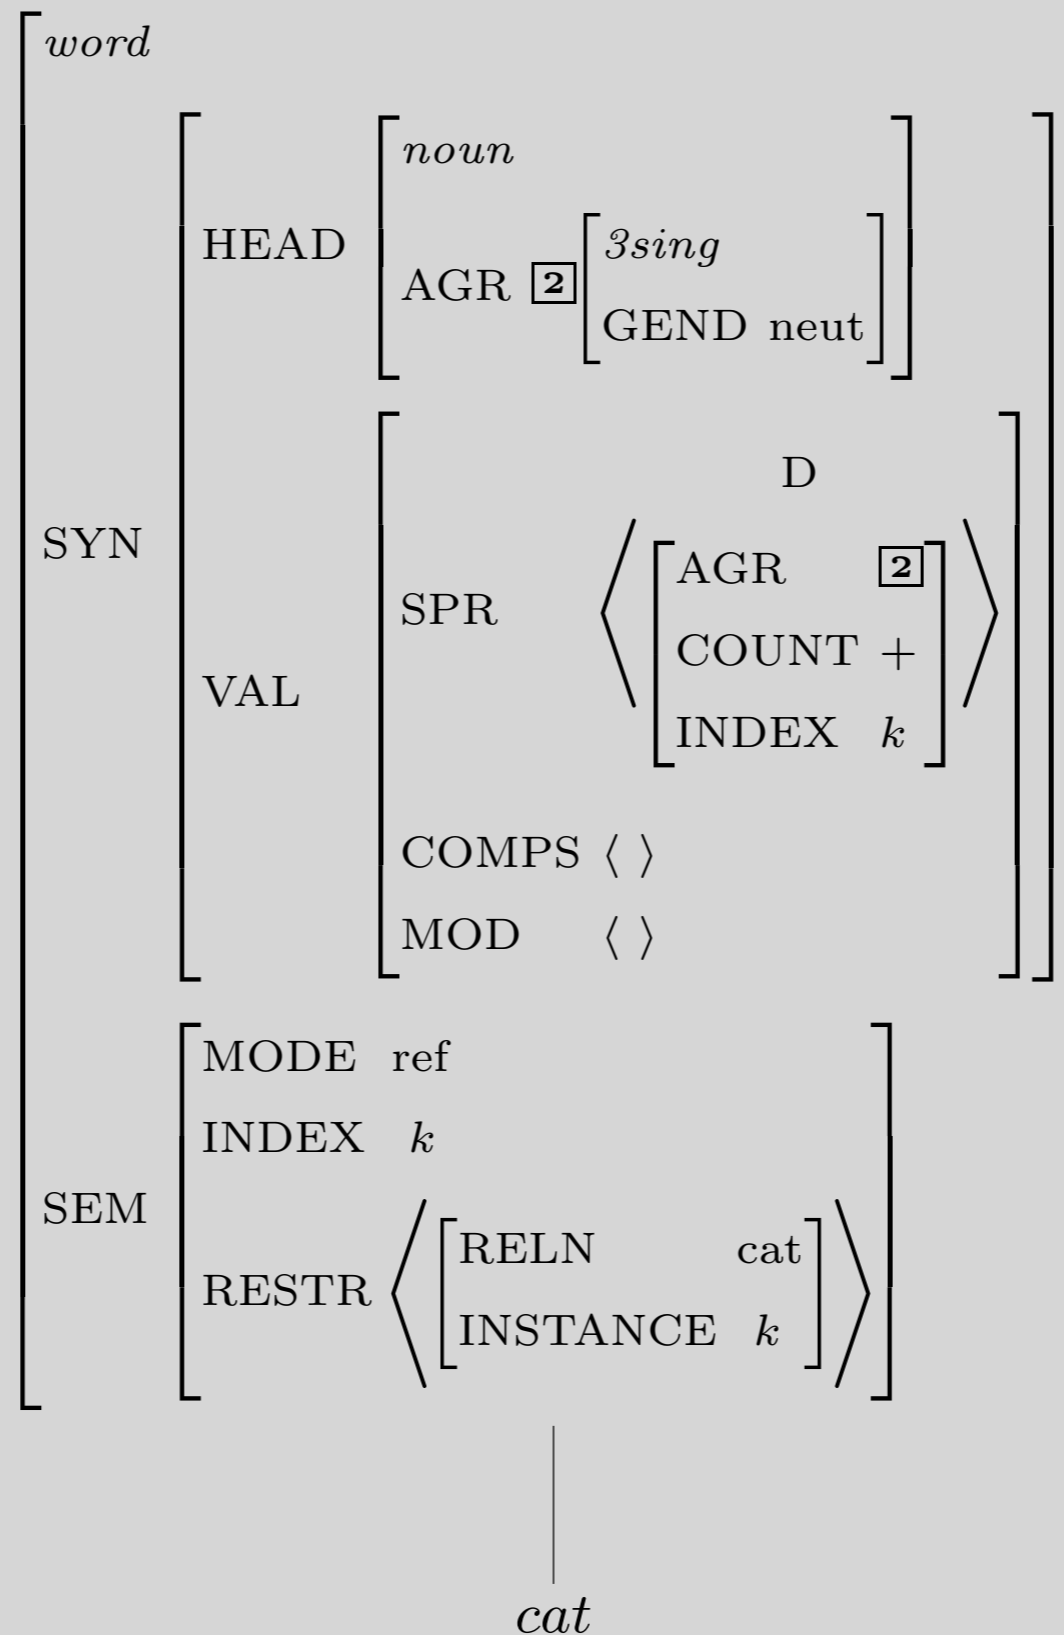 word
noun
HEAD
3sing
AGR 2
GEND neut
D
SYN
AGR 2
SPR
COUNT +
VAL
INDEX k
COMPS ⟨ ⟩
MOD ⟨ ⟩
MODE ref
INDEX k
SEM
RELN cat
RESTR
INSTANCE k
cat